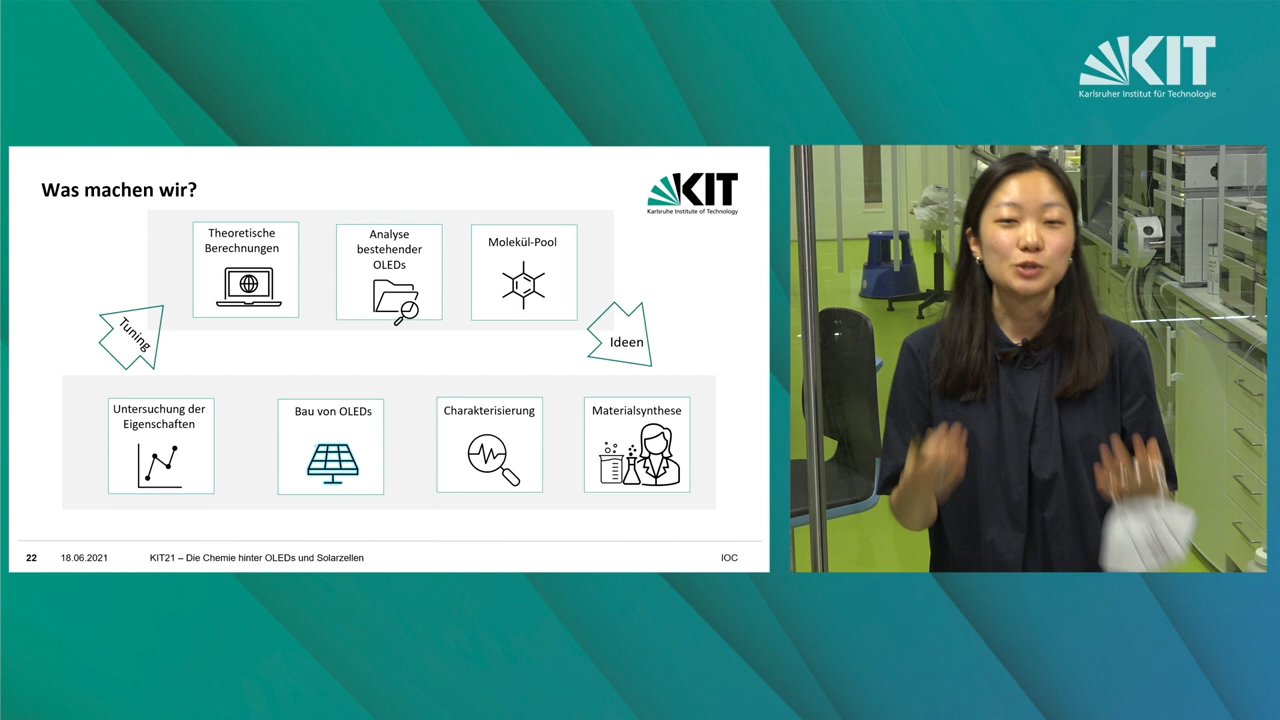 KIT
Karlsruher Institut für Technologie
Was machen wir?
KIT
Karlsruhe Institute of Technology
Theoretische
Berechnungen
Analyse
bestehender
OLEDs
Molekül-Pool
Tuning
Ideen
Untersuchung der
Eigenschaften
Bau von OLEDs
Charakterisierung
Materialsynthese
22 18.06.2021 KIT21 – Die Chemie hinter OLEDs und Solarzellen IOC